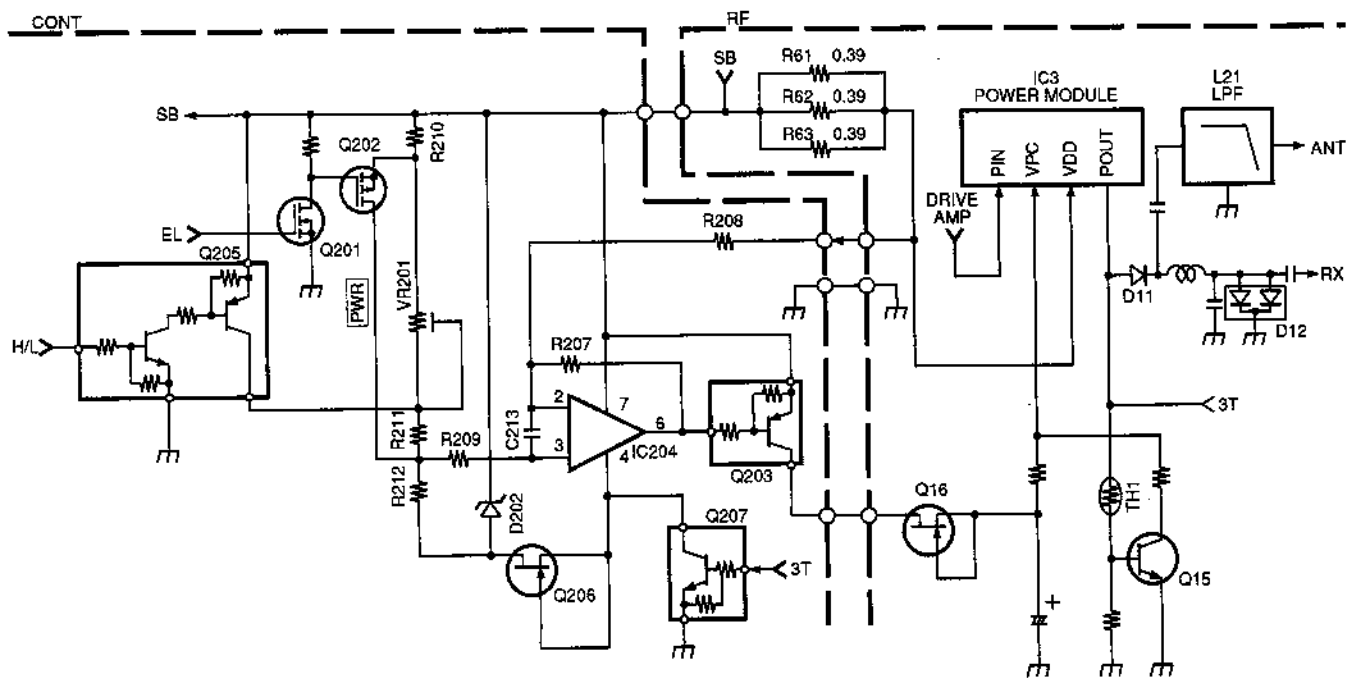 CONT
RF
SB
R61 0.39
R62 0.39
R63 0.39
IC3
POWER MODULE
L21
LPF
SB
Q202
R210
PIN
VPC
VDD
POUT
ANT
DRIVE
AMP
R208
EL
Q201
Q205
PWR
VR201
D11
RX
D12
H/L
R207
3T
2
7
R211
R209
C213
3
6
IC204
4
Q203
R212
D202
Q16
TH1
Q207
3T
Q206
+
Q15